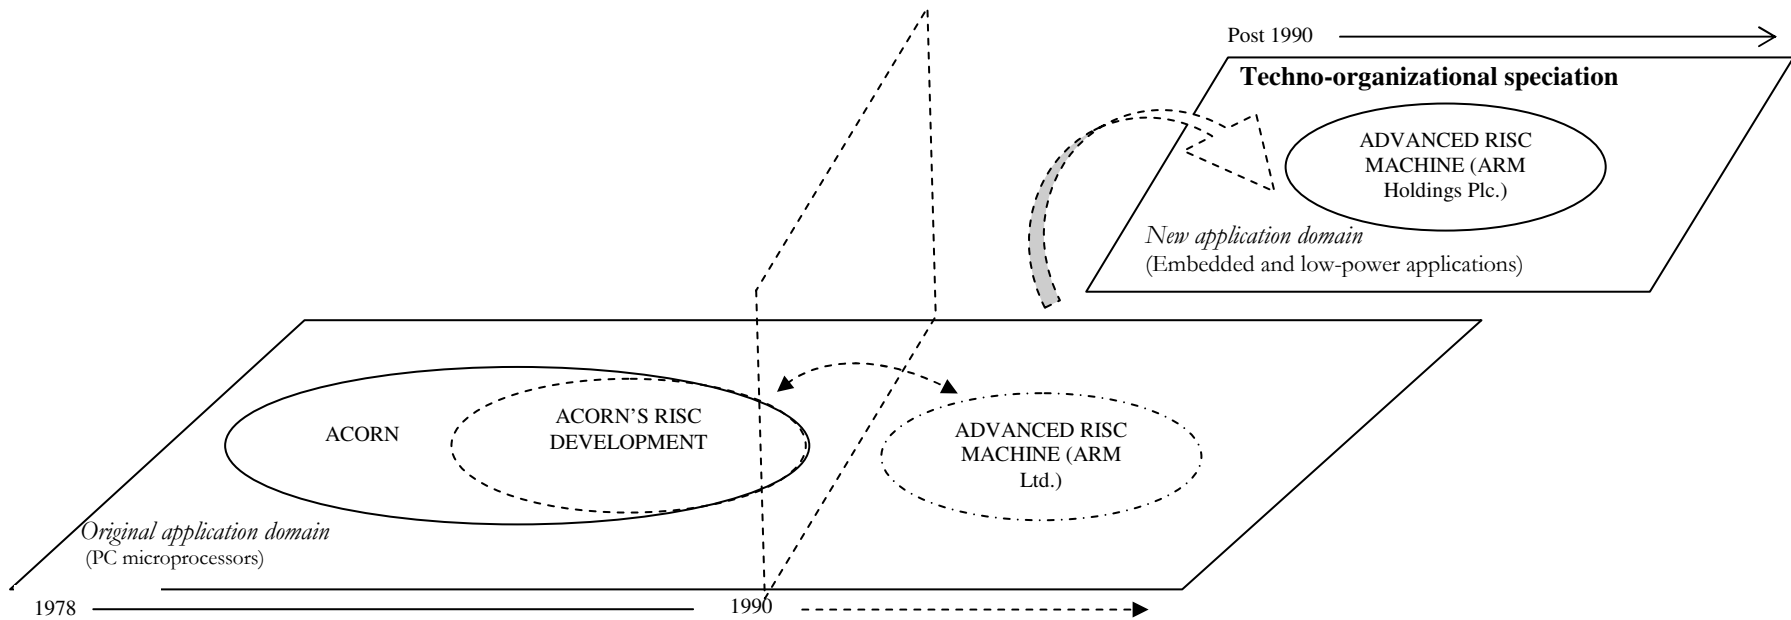 Post 1990
Techno-organizational speciation
ADVANCED RISC
MACHINE (ARM
Holdings Plc.)
New application domain
(Embedded and low-power applications)
ACORN
ACORN'S RISC
DEVELOPMENT
ADVANCED RISC
MACHINE (ARM
Ltd.)
Original application domain
(PC microprocessors)
1978
1990